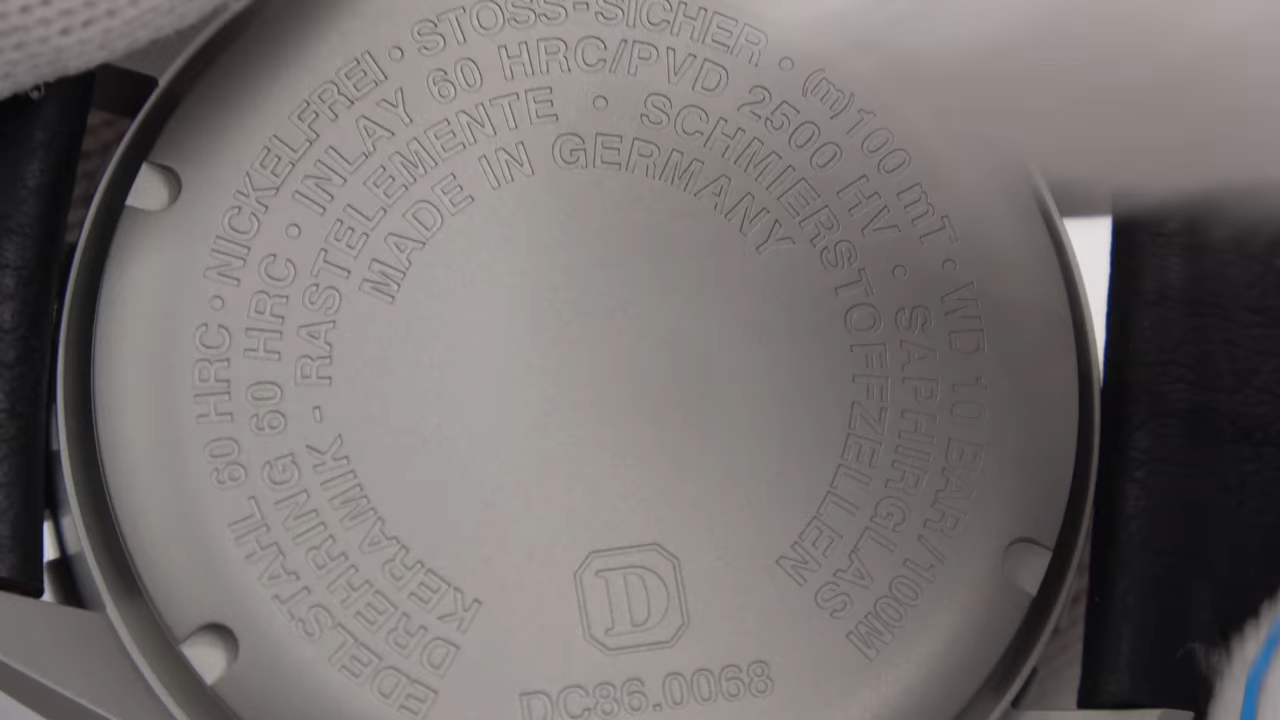 EDELSTAHL 60 HRC • NICKELFREI • STOSS-SICHER • (m)100 mT • WD 10 BAR/100M
DREHRING 60 HRC • INLAY 60 HRC/PVD 2500 HV • SAPHIRGLAS
KERAMIK - RASTELEMENTE • SCHMIERSTOFFZELLEN
MADE IN GERMANY
D
DC86.0068